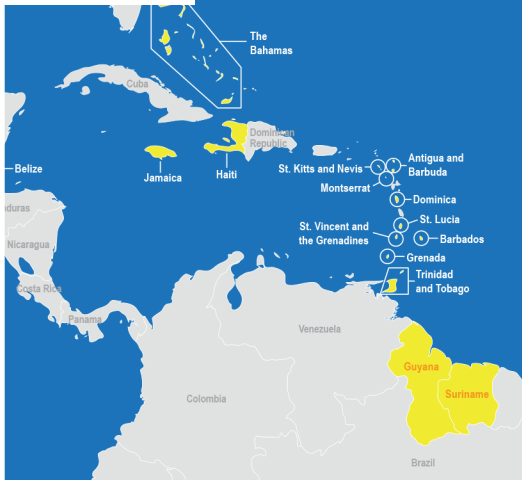 The
Bahamas
Cuba
Dominican
Republic
Haiti
Jamaica
Belize
St. Kitts and Nevis
Antigua and
Barbuda
Montserrat
Dominica
St. Lucia
St. Vincent and
the Grenadines
Barbados
Grenada
Trinidad
and Tobago
nduras
Nicaragua
Costa Rica
Panama
Venezuela
Colombia
Guyana
Suriname
Brazil